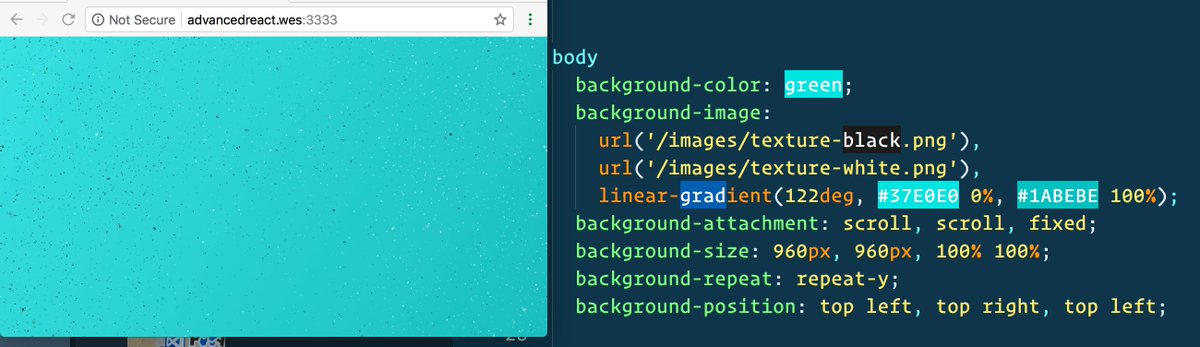 Not Secure | advancedreact.wes:3333
body
background-color: green;
background-image:
url('/images/texture-black.png'),
url('/images/texture-white.png'),
linear-gradient(122deg, #37E0E0 0%, #1ABEBE 100%);
background-attachment: scroll, scroll, fixed;
background-size: 960px, 960px, 100% 100%;
background-repeat: repeat-y;
background-position: top left, top right, top left;